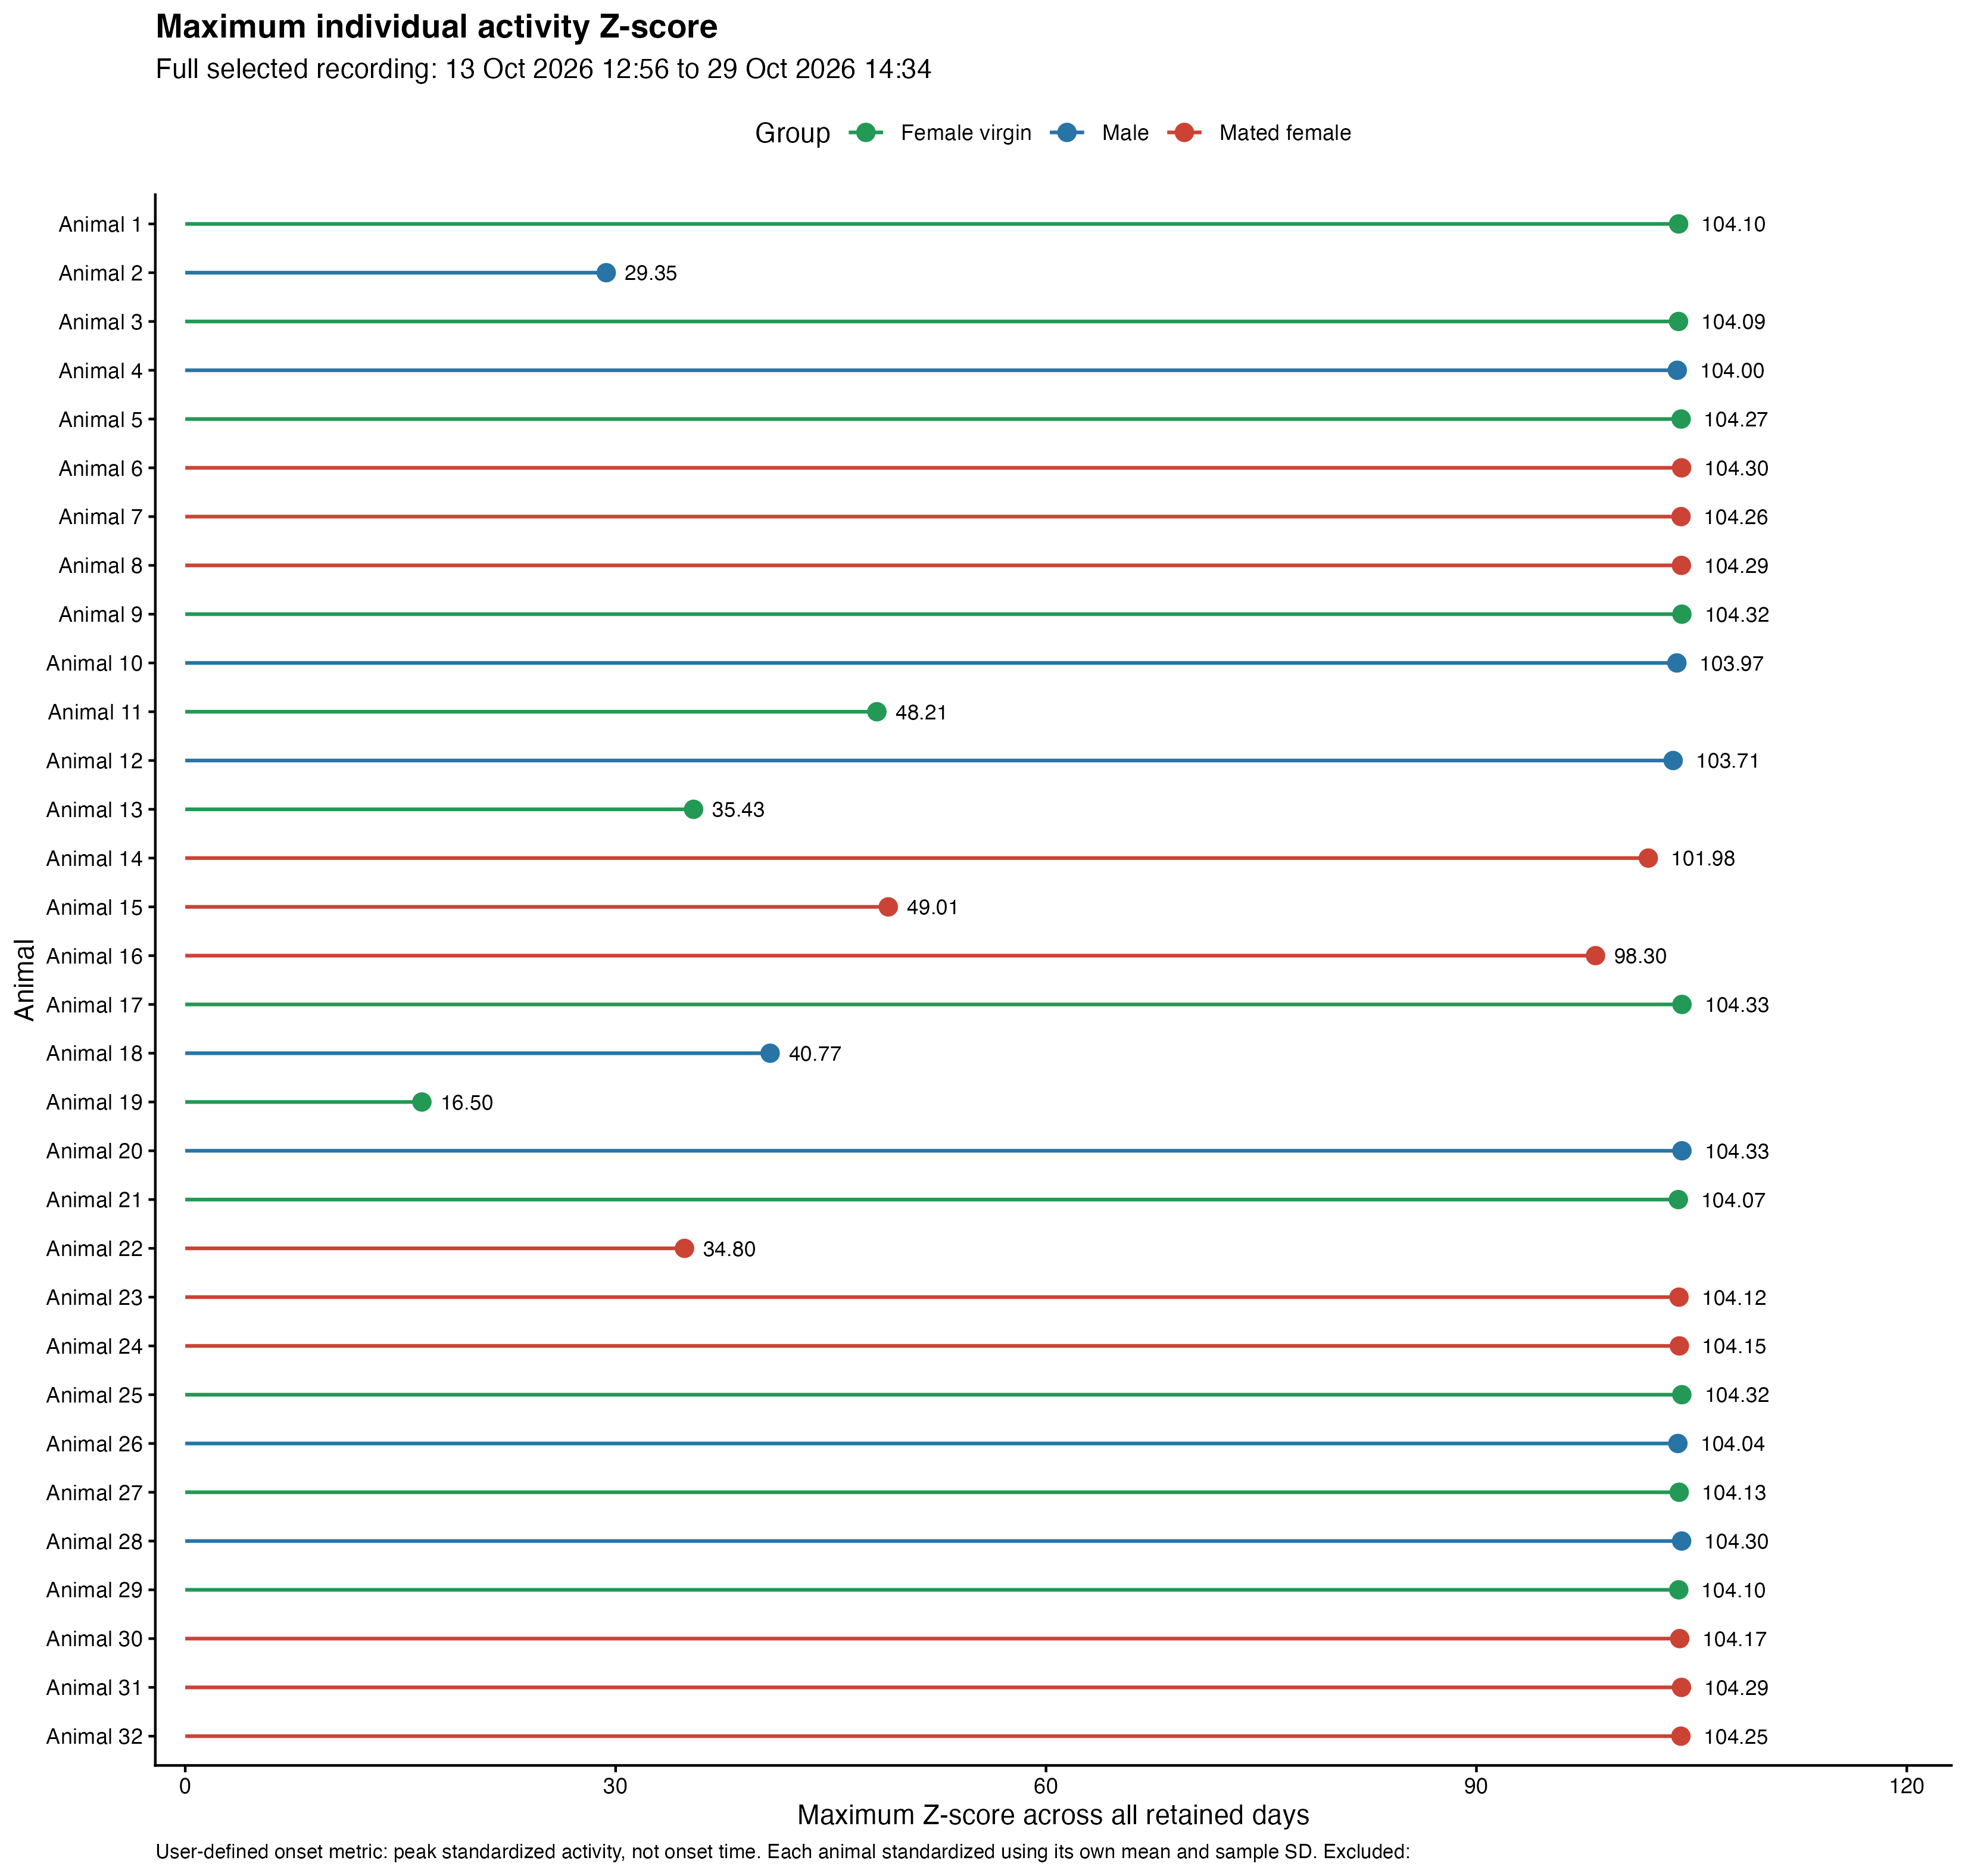 Maximum individual activity Z-score
Full selected recording: 13 Oct 2026 12:56 to 29 Oct 2026 14:34
Group Female virgin Male Mated female
Animal 1 104.10
Animal 2 29.35
Animal 3 104.09
Animal 4 104.00
Animal 5 104.27
Animal 6 104.30
Animal 7 104.26
Animal 8 104.29
Animal 9 104.32
Animal 10 103.97
Animal 11 48.21
Animal 12 103.71
Animal 13 35.43
Animal 14 101.98
Animal 15 49.01
Animal 16 98.30
Animal 17 104.33
Animal 18 40.77
Animal 19 16.50
Animal 20 104.33
Animal 21 104.07
Animal 22 34.80
Animal 23 104.12
Animal 24 104.15
Animal 25 104.32
Animal 26 104.04
Animal 27 104.13
Animal 28 104.30
Animal 29 104.10
Animal 30 104.17
Animal 31 104.29
Animal 32 104.25
Animal
0 30 60 90 120
Maximum Z-score across all retained days
User-defined onset metric: peak standardized activity, not onset time. Each animal standardized using its own mean and sample SD. Excluded: